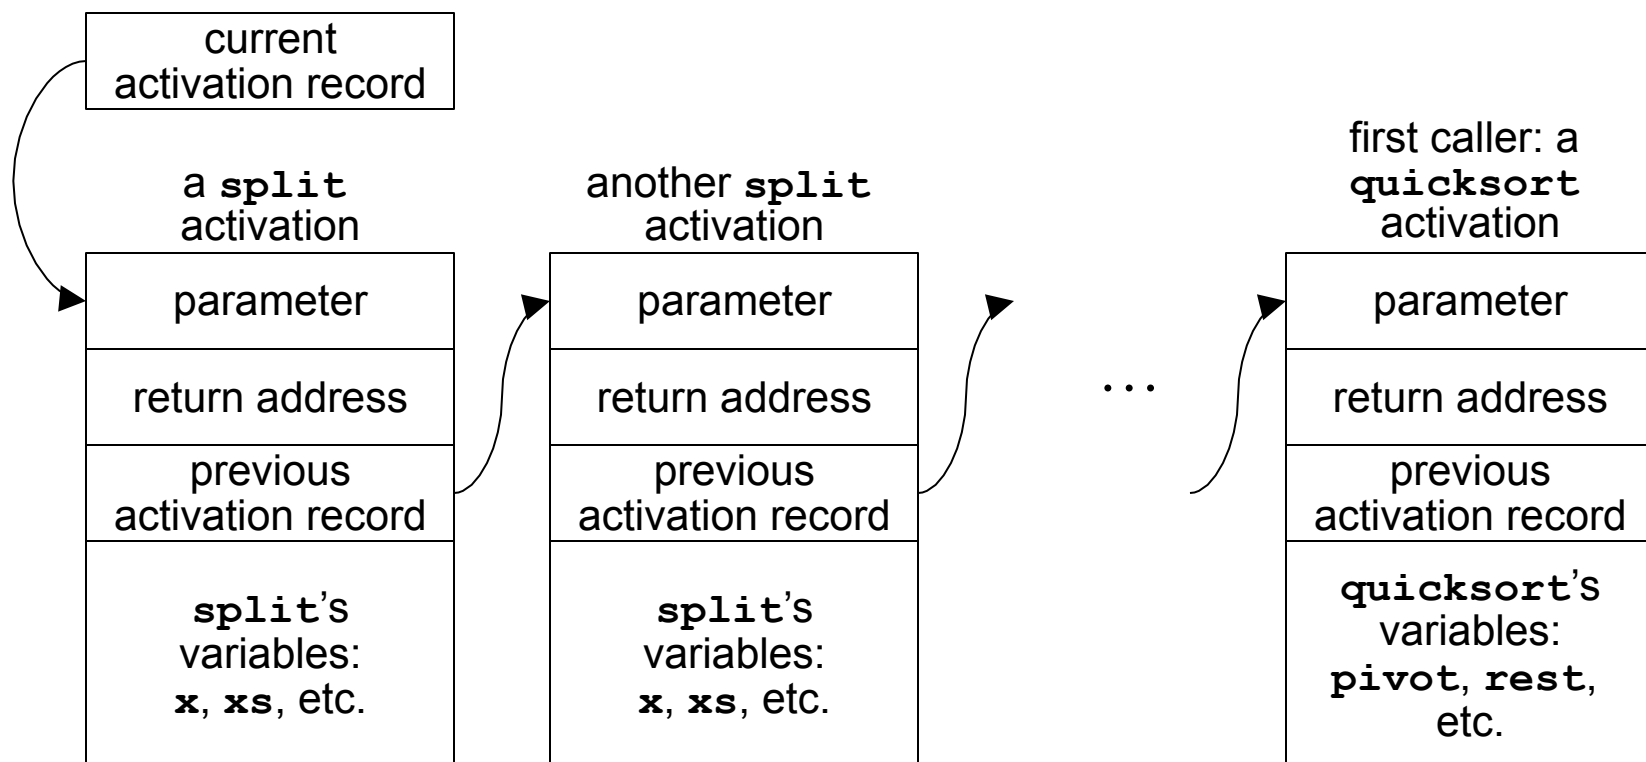 current
activation record
a split
activation
parameter
return address
previous
activation record
split’s
variables:
x, xs, etc.
another split
activation
parameter
return address
previous
activation record
split’s
variables:
x, xs, etc.
...
first caller: a
quicksort
activation
parameter
return address
previous
activation record
quicksort’s
variables:
pivot, rest,
etc.